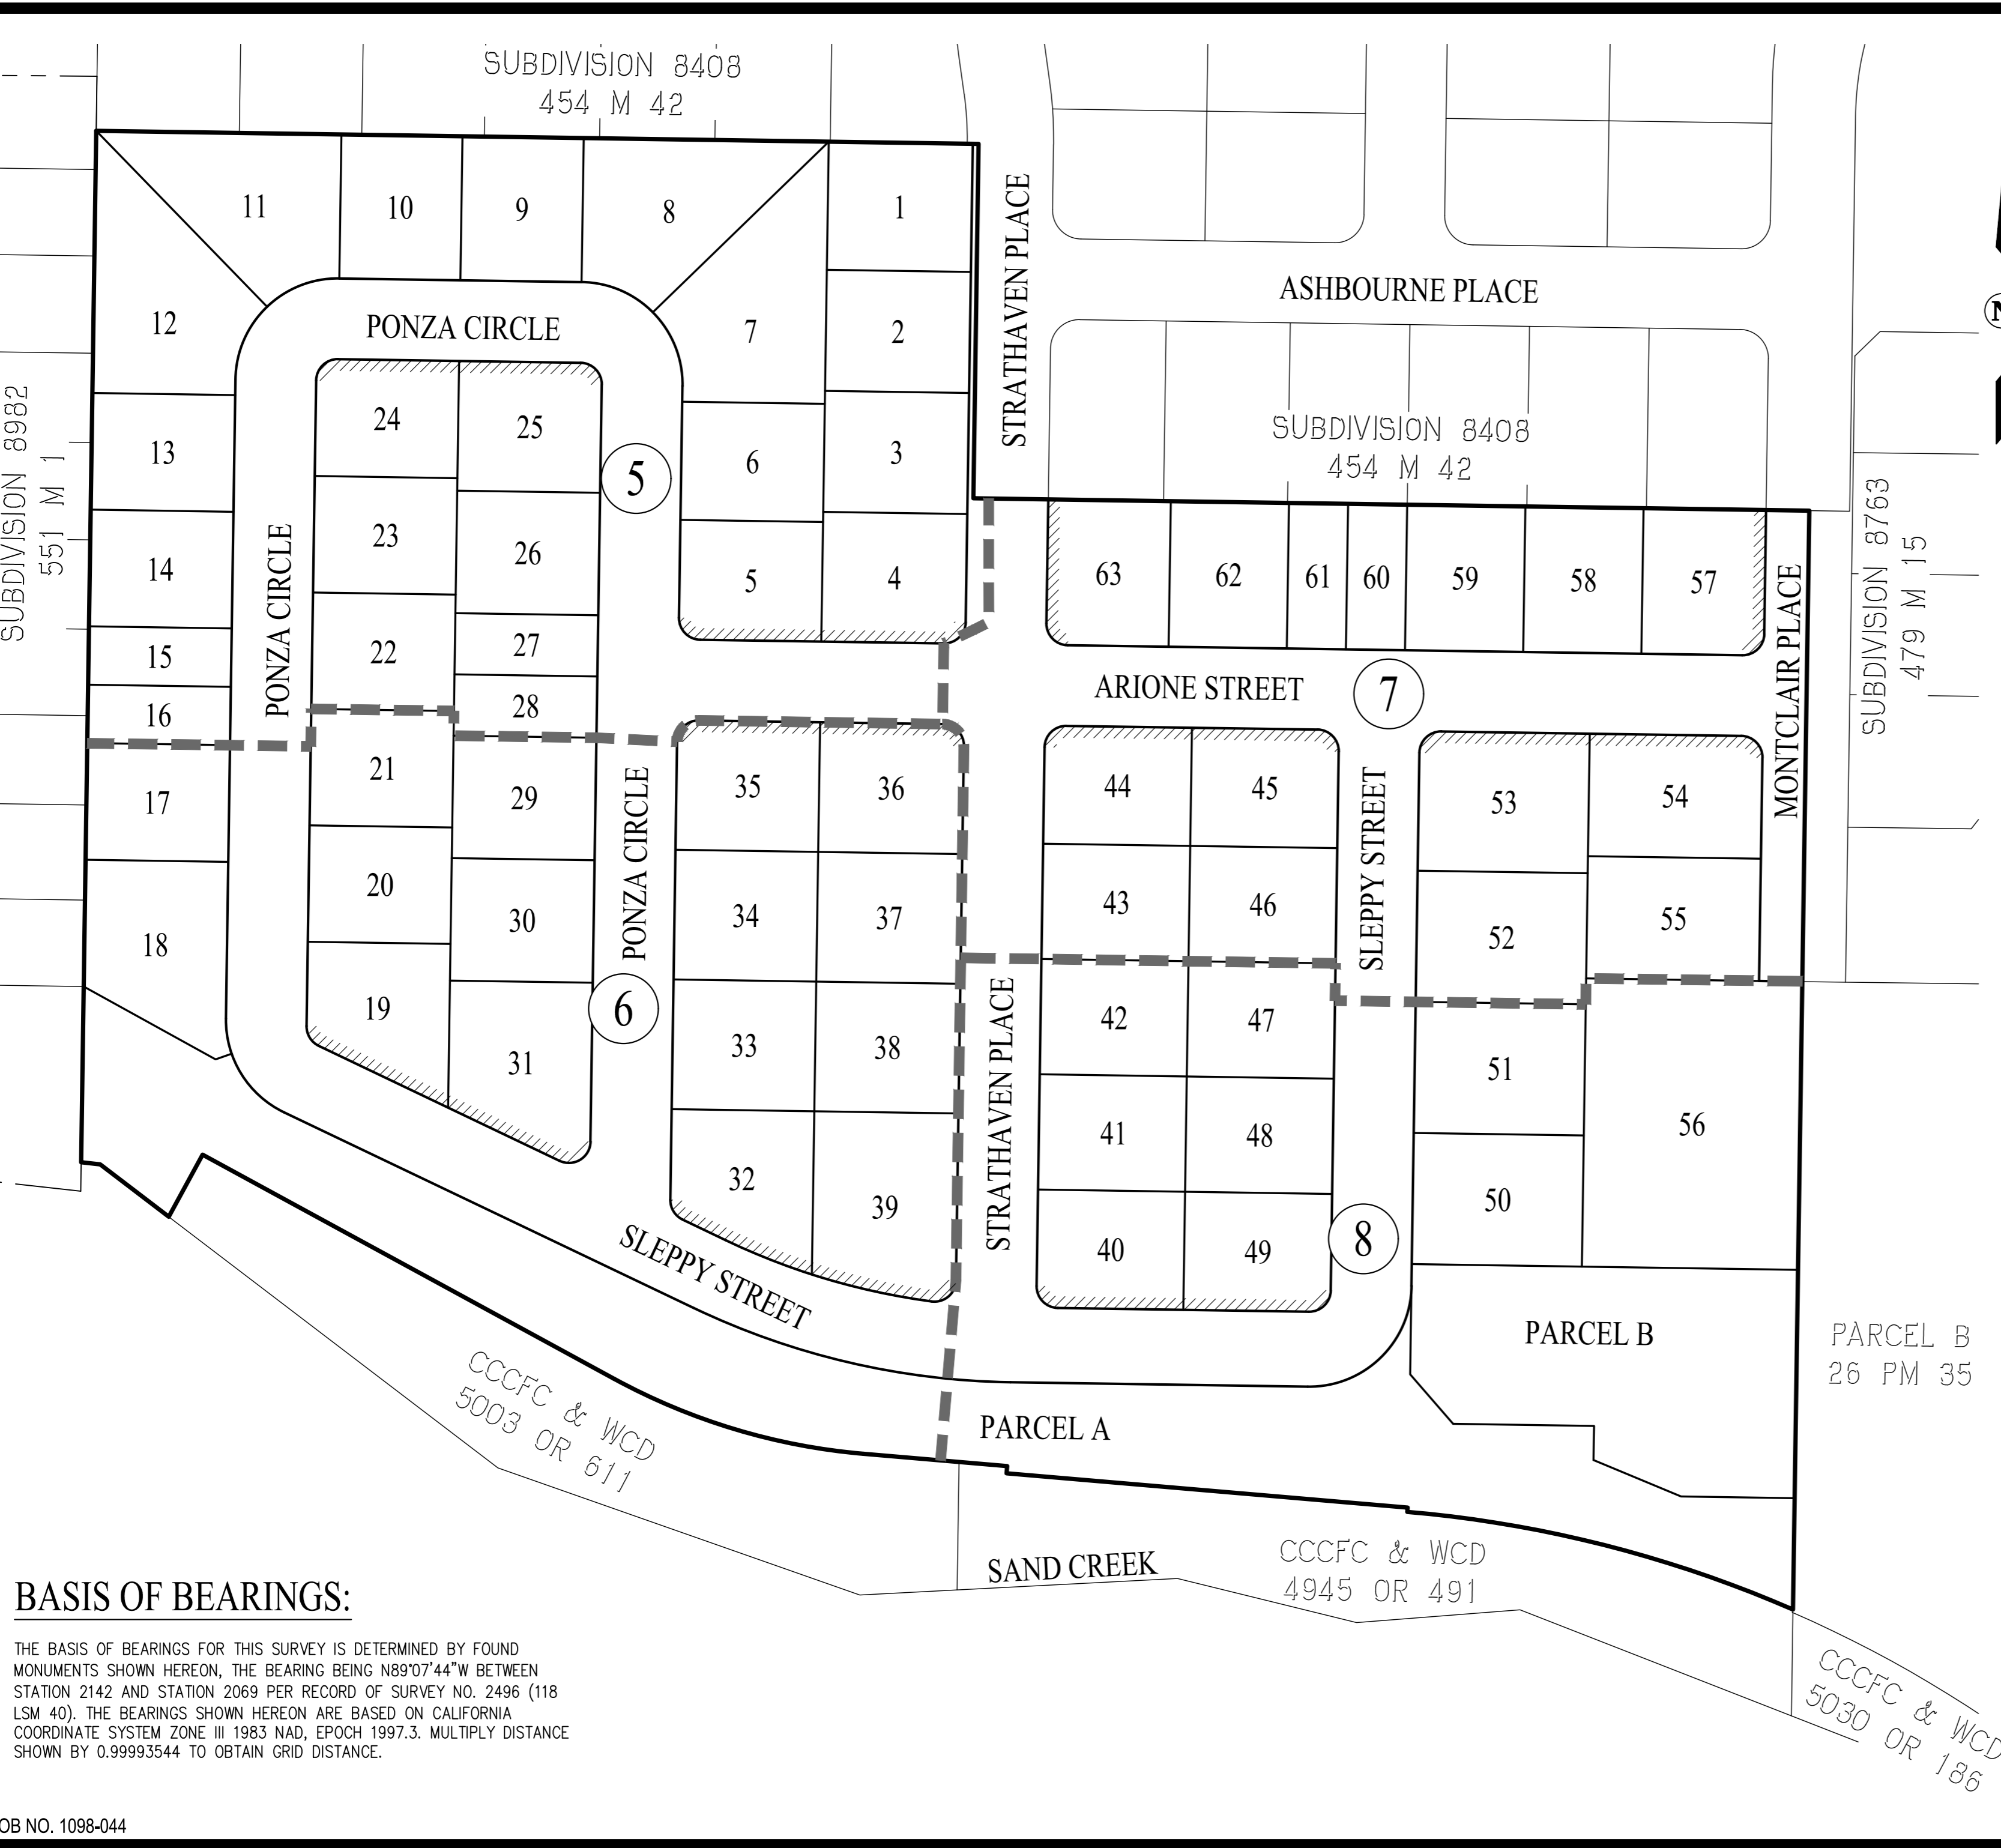 SUBDIVISION 8408
454 M 42
11
10
9
8
1
STRATHAVEN PLACE
ASHBOURNE PLACE
12
PONZA CIRCLE
7
2
SUBDIVISION 8982
551 M 1
24
25
5
6
3
SUBDIVISION 8408
454 M 42
13
SUBDIVISION 8763
479 M 15
PONZA CIRCLE
23
26
14
5
4
63
62
61
60
59
58
57
MONTCLAIR PLACE
15
22
27
16
28
ARIONE STREET
7
17
21
29
PONZA CIRCLE
35
36
44
45
SLEPPY STREET
53
54
18
20
30
34
37
43
46
52
55
19
31
6
33
38
STRATHAVEN PLACE
42
47
51
56
41
48
32
39
40
49
8
50
SLEPPY STREET
PARCEL B
PARCEL B
26 PM 35
CCCFC & WCD
5003 OR 611
PARCEL A
SAND CREEK
CCCFC & WCD
4945 OR 491
CCCFC & WCD
5030 OR 186
BASIS OF BEARINGS:
THE BASIS OF BEARINGS FOR THIS SURVEY IS DETERMINED BY FOUND
MONUMENTS SHOWN HEREON, THE BEARING BEING N89°07'44"W BETWEEN
STATION 2142 AND STATION 2069 PER RECORD OF SURVEY NO. 2496 (118
LSM 40). THE BEARINGS SHOWN HEREON ARE BASED ON CALIFORNIA
COORDINATE SYSTEM ZONE III 1983 NAD, EPOCH 1997.3. MULTIPLY DISTANCE
SHOWN BY 0.99993544 TO OBTAIN GRID DISTANCE.
OB NO. 1098-044